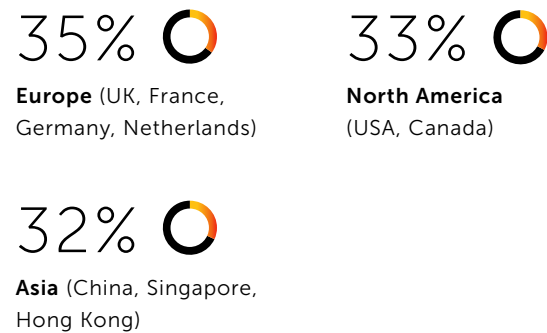 35%
Europe (UK, France,
Germany, Netherlands)
33%
North America
(USA, Canada)
32%
Asia (China, Singapore,
Hong Kong)